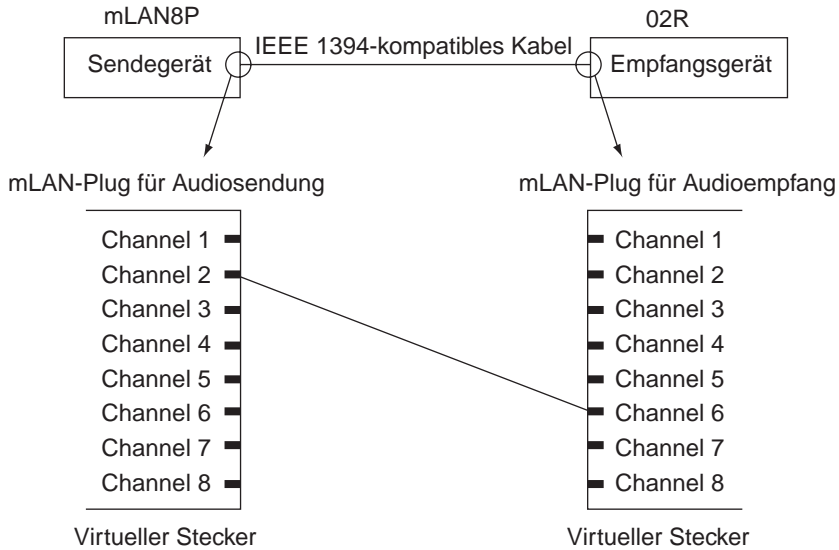 mLAN8P
02R
Sendegerät
IEEE 1394-kompatibles Kabel
Empfangsgerät
mLAN-Plug für Audiosendung
mLAN-Plug für Audioempfang
Channel 1
Channel 2
Channel 3
Channel 4
Channel 5
Channel 6
Channel 7
Channel 8
Virtueller Stecker
Channel 1
Channel 2
Channel 3
Channel 4
Channel 5
Channel 6
Channel 7
Channel 8
Virtueller Stecker